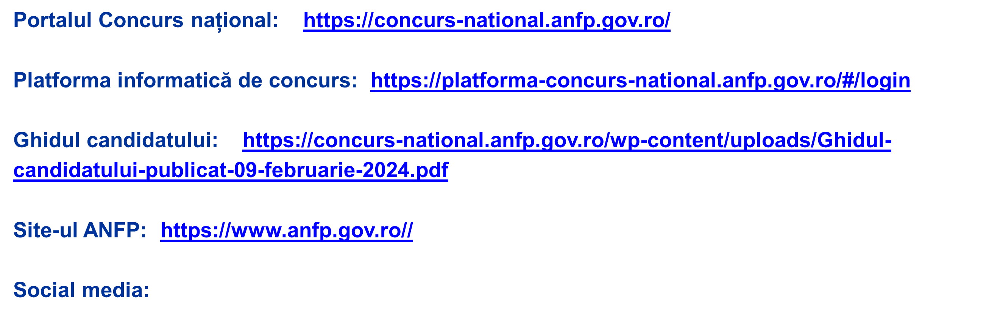 Portalul Concurs național: https://concurs-national.anfp.gov.ro/
Platforma informatică de concurs: https://platforma-concurs-national.anfp.gov.ro/#/login
Ghidul candidatului: https://concurs-national.anfp.gov.ro/wp-content/uploads/Ghidul-
candidatului-publicat-09-februarie-2024.pdf
Site-ul ANFP: https://www.anfp.gov.ro//
Social media: